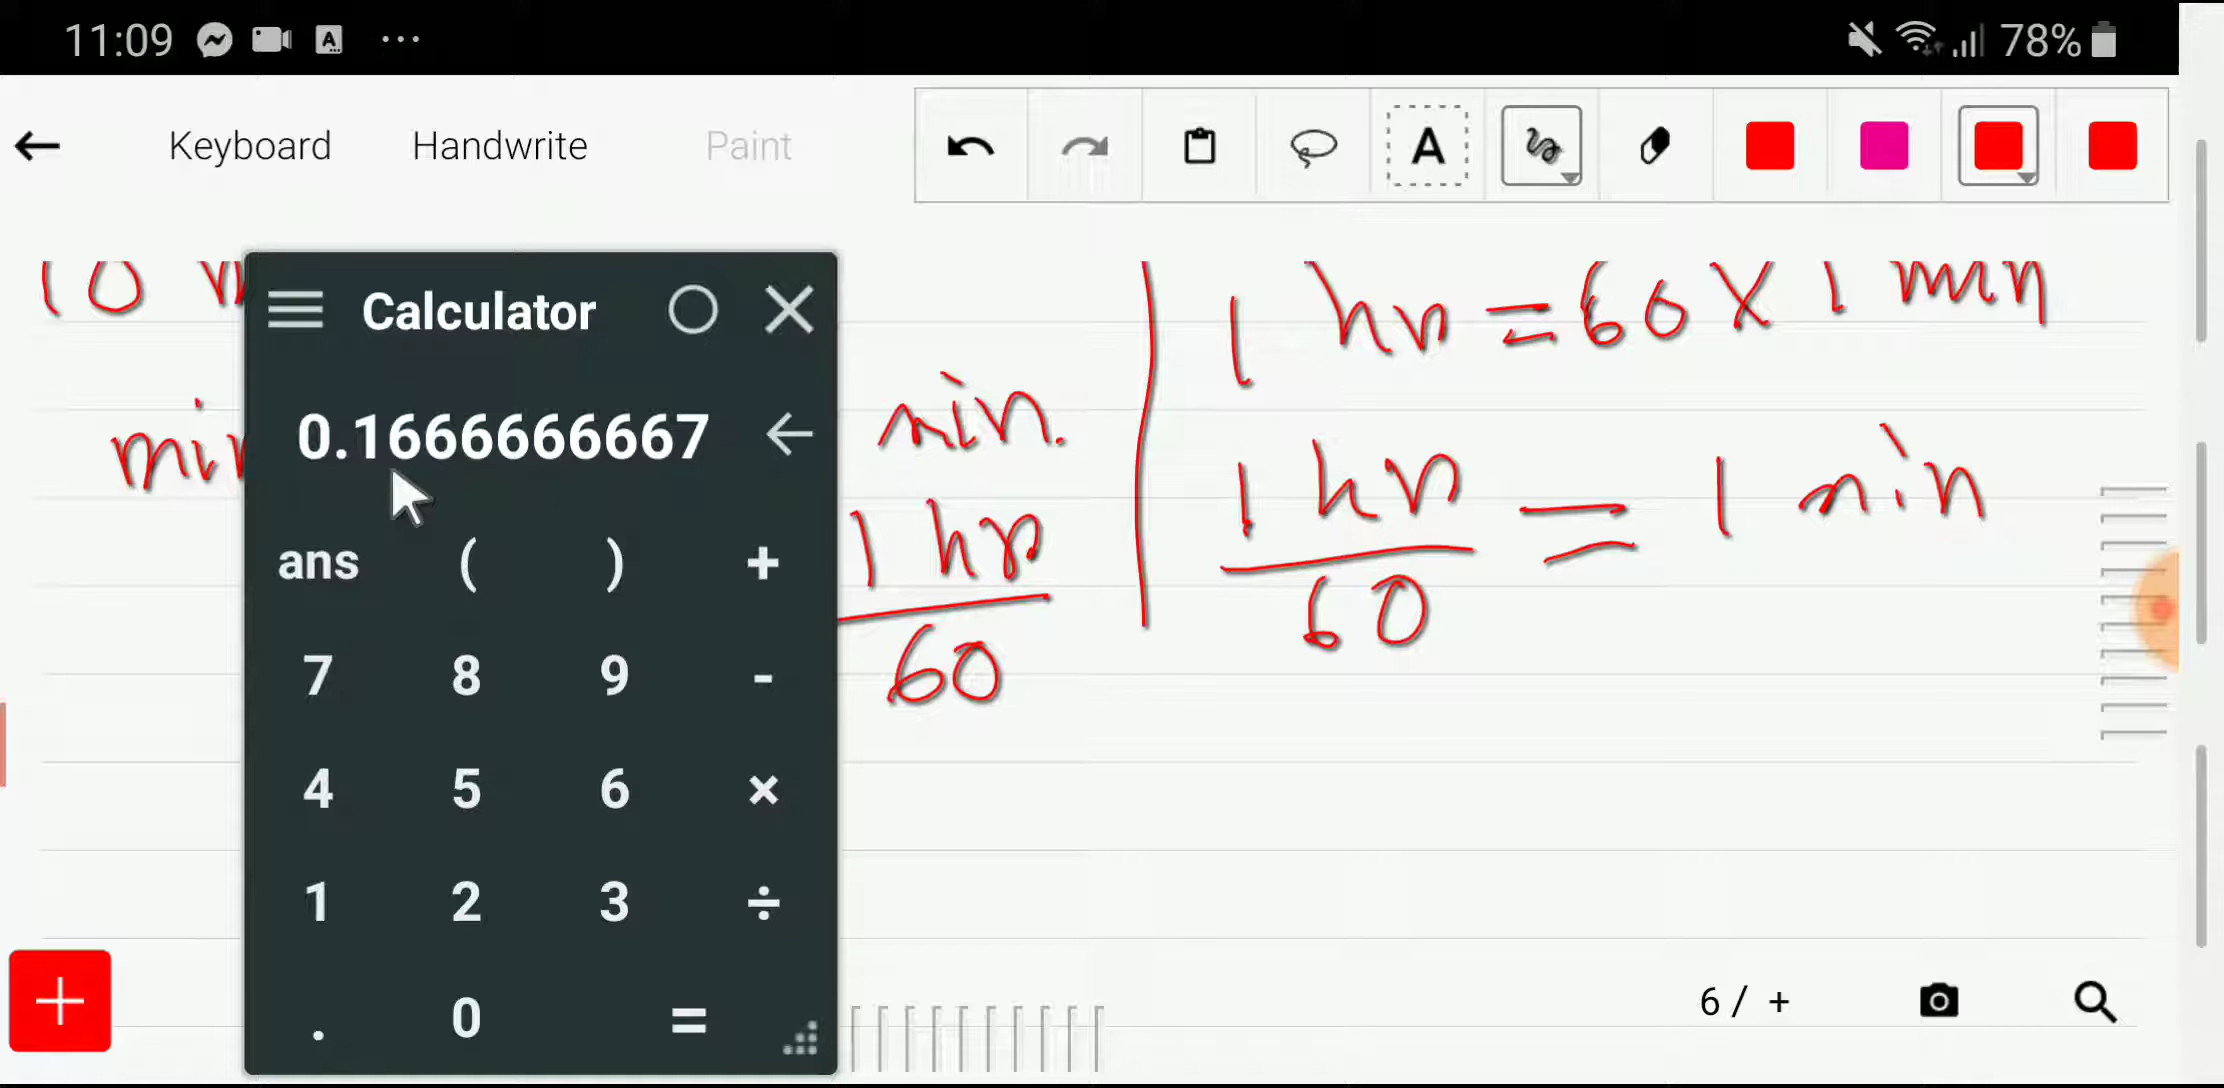 11:09 ... 78%
Keyboard Handwrite Paint A
10
Calculator
1 hr = 60 X 1 min
0.1666666667
min
min.
1 hr = 1 min
60
1 hr
60
ans ( ) +
7 8 9 -
4 5 6 ×
1 2 3 ÷
. 0 =
6 / +